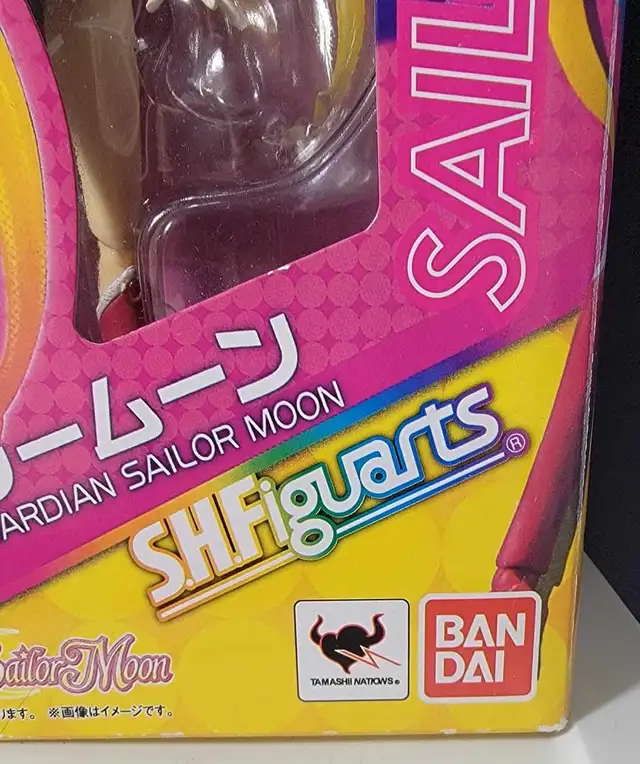 SAIL
ームーン
ARDIAN SAILOR MOON
S.H.Figuarts®
Sailor Moon
TAMASHII NATIONS®
BAN
DAI
ます。 ※画像はイメージです。